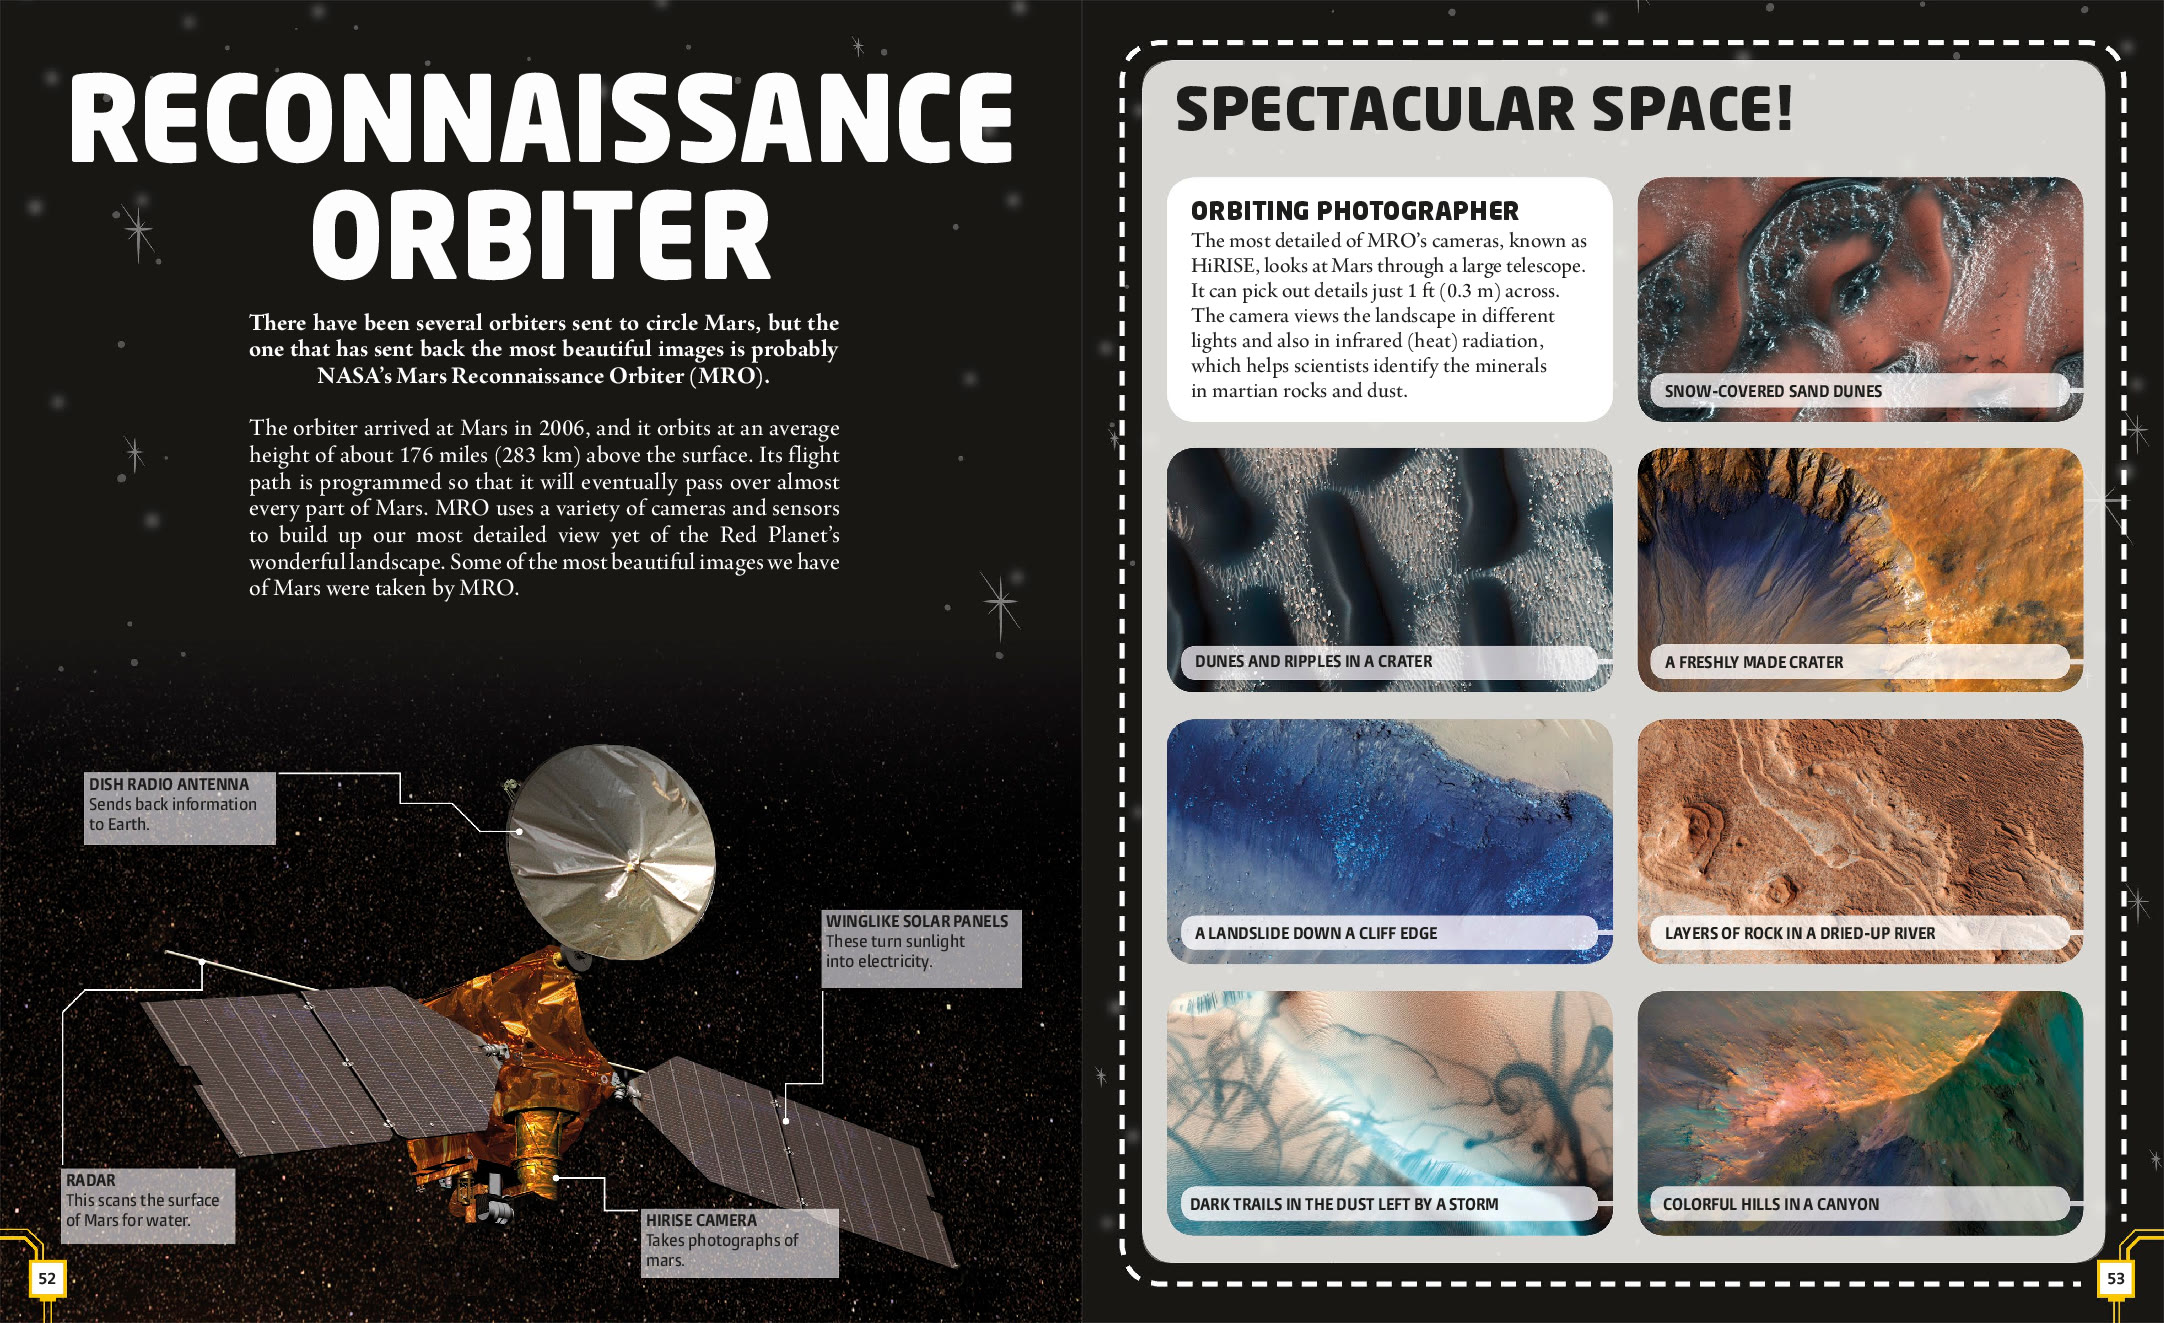 RECONNAISSANCE
ORBITER
There have been several orbiters sent to circle Mars, but the
one that has sent back the most beautiful images is probably
NASA’s Mars Reconnaissance Orbiter (MRO).
The orbiter arrived at Mars in 2006, and it orbits at an average
height of about 176 miles (283 km) above the surface. Its flight
path is programmed so that it will eventually pass over almost
every part of Mars. MRO uses a variety of cameras and sensors
to build up our most detailed view yet of the Red Planet’s
wonderful landscape. Some of the most beautiful images we have
of Mars were taken by MRO.
DISH RADIO ANTENNA
Sends back information
to Earth.
WINGLIKE SOLAR PANELS
These turn sunlight
into electricity.
RADAR
This scans the surface
of Mars for water.
HIRISE CAMERA
Takes photographs of
mars.
52
SPECTACULAR SPACE!
ORBITING PHOTOGRAPHER
The most detailed of MRO’s cameras, known as
HiRISE, looks at Mars through a large telescope.
It can pick out details just 1 ft (0.3 m) across.
The camera views the landscape in different
lights and also in infrared (heat) radiation,
which helps scientists identify the minerals
in martian rocks and dust.
SNOW-COVERED SAND DUNES
DUNES AND RIPPLES IN A CRATER
A FRESHLY MADE CRATER
A LANDSLIDE DOWN A CLIFF EDGE
LAYERS OF ROCK IN A DRIED-UP RIVER
DARK TRAILS IN THE DUST LEFT BY A STORM
COLORFUL HILLS IN A CANYON
53